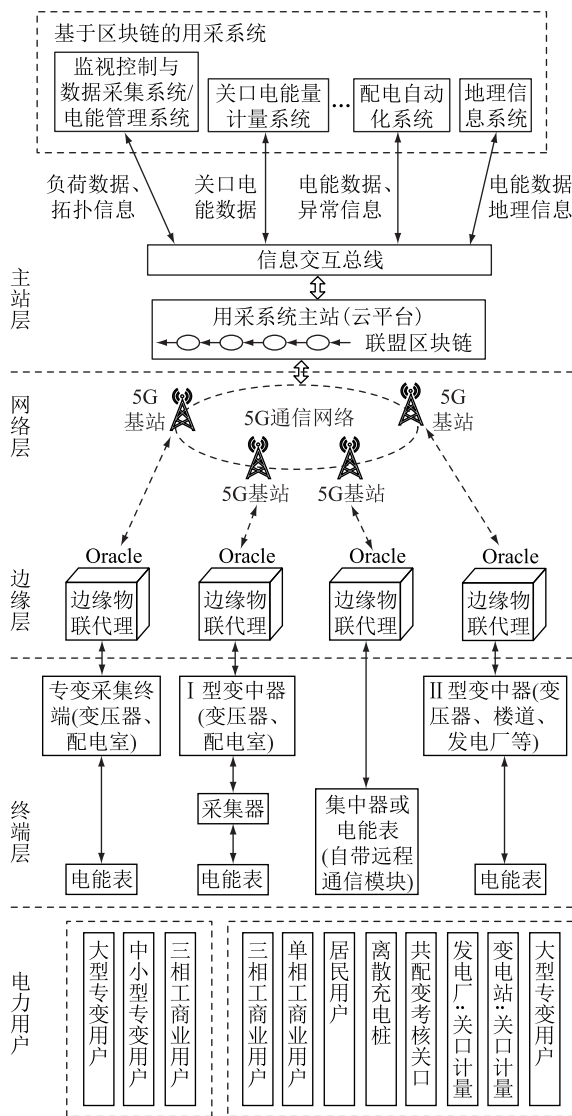 基于区块链的用采系统
监视控制与
数据采集系统/
电能管理系统
关口电能量
计量系统
...
配电自动
化系统
地理信
息系统
负荷数据、
拓扑信息
关口电
能数据
电能数据、
异常信息
电能数据
地理信息
主站层
信息交互总线
用采系统主站(云平台)
联盟区块链
网络层
5G
基站
5G通信网络
5G
基站
5G基站
5G基站
边缘层
Oracle
边缘物
联代理
Oracle
边缘物
联代理
Oracle
边缘物
联代理
Oracle
边缘物
联代理
终端层
专变采集终
端(变压器、
配电室)
电能表
Ⅰ型变中器
(变压器、
配电室)
采集器
电能表
集中器或
电能表
(自带远程
通信模块)
Ⅱ型变中器(变
压器、楼道、
发电厂等)
电能表
电力用户
大型专变用户
中小型专变用户
三相工商业用户
三相工商业用户
单相工商业用户
居民用户
离散充电桩
共配变考核关口
发电厂:关口计量
变电站:关口计量
大型专变用户